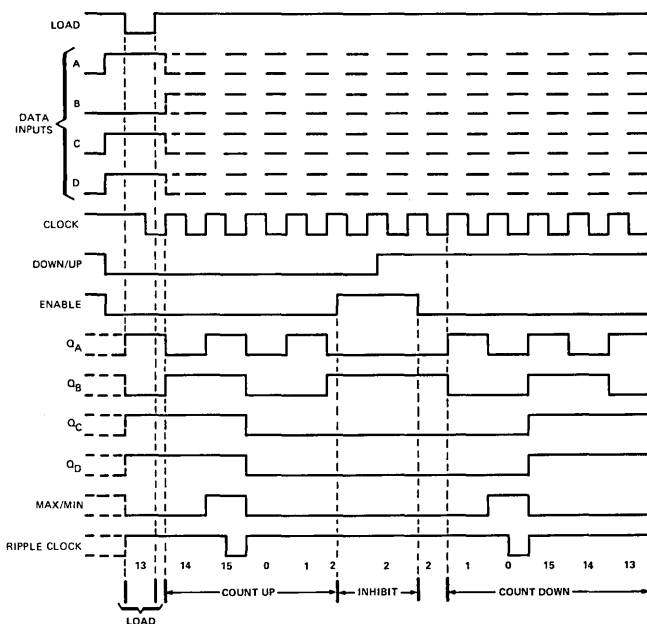 LOAD
A
B
DATA
INPUTS
C
D
CLOCK
DOWN/UP
ENABLE
QA
QB
QC
QD
MAX/MIN
RIPPLE CLOCK
13 14 15 0 1 2 2 2 1 0 15 14 13
COUNT UP INHIBIT COUNT DOWN
LOAD